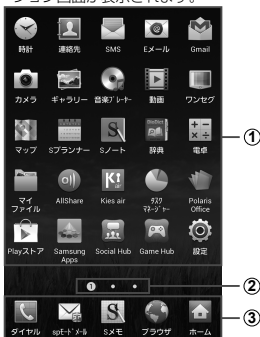 ション画面が表示されます。
時計 連絡先 SMS Eメール Gmail
カメラ ギャラリー 音楽プレーヤー 動画 ワンセグ
マップ Sプランナー Sノート 辞典 電卓
①
マイ
ファイル AllShare Kies air タスク
マネージャー Polaris
Office
Playストア Samsung
Apps Social Hub Game Hub 設定
1
②
ダイヤル spモードメール Sメモ ブラウザ ホーム
③